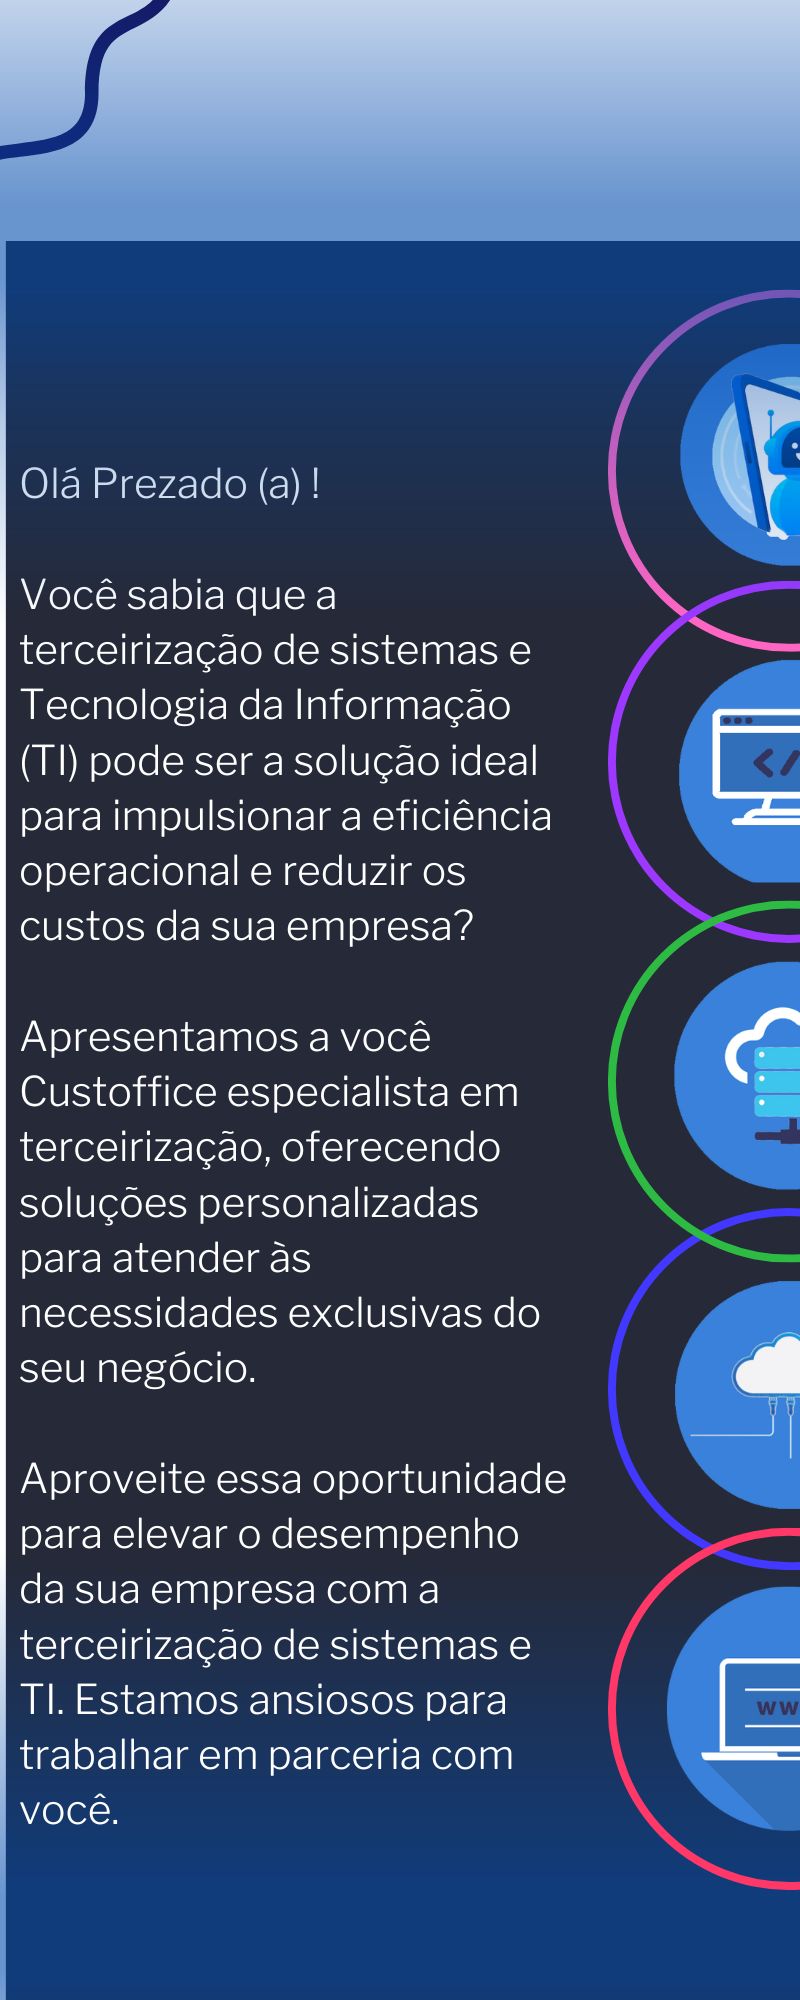 Olá Prezado (a) !
Você sabia que a
terceirização de sistemas e
Tecnologia da Informação
(TI) pode ser a solução ideal
para impulsionar a eficiência
operacional e reduzir os
custos da sua empresa?
Apresentamos a você
Custoffice especialista em
terceirização, oferecendo
soluções personalizadas
para atender às
necessidades exclusivas do
seu negócio.
Aproveite essa oportunidade
para elevar o desempenho
da sua empresa com a
terceirização de sistemas e
TI. Estamos ansiosos para
trabalhar em parceria com
você.